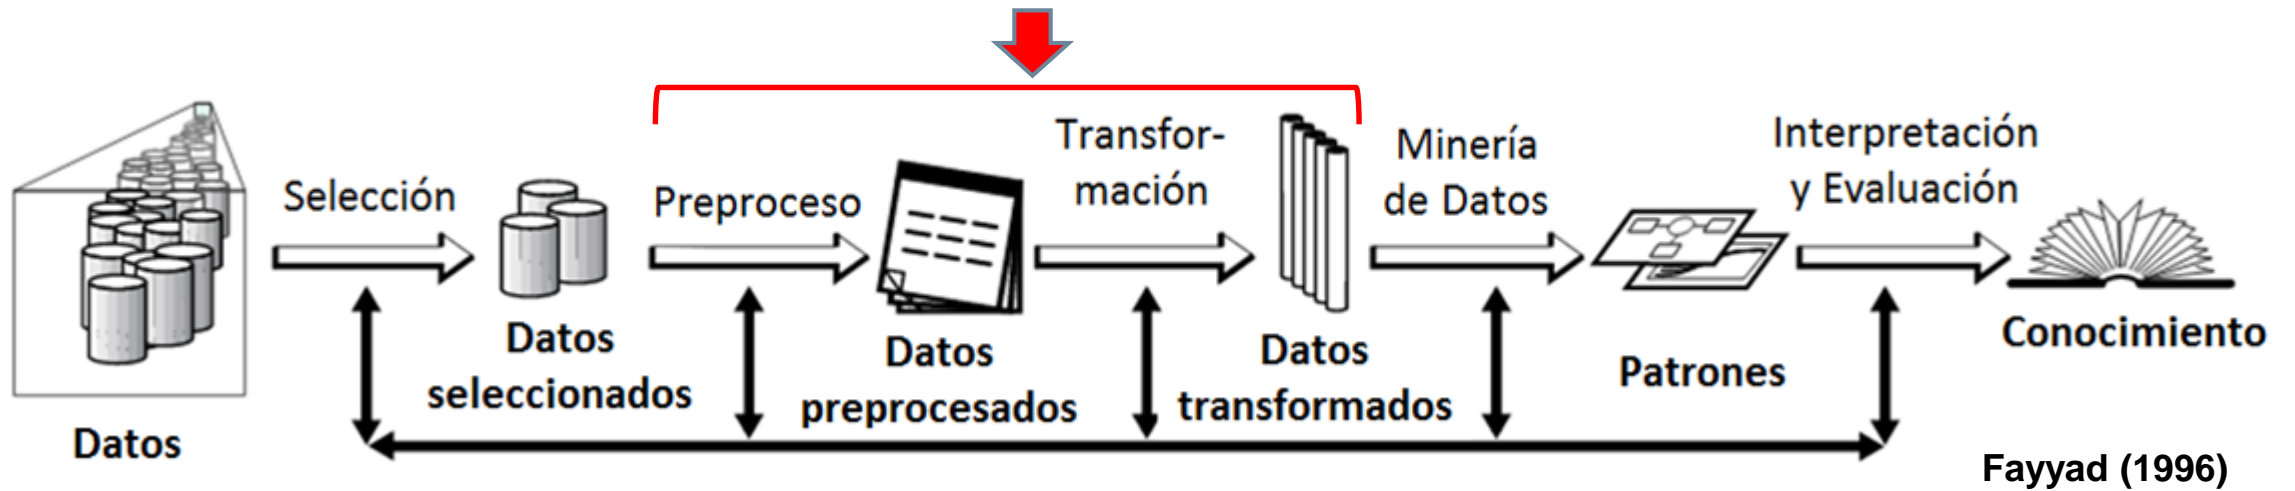 Selección
Preproceso
Transfor-
mación
Minería
de Datos
Interpretación
y Evaluación
Datos
Datos
seleccionados
Datos
preprocesados
Datos
transformados
Patrones
Conocimiento
Fayyad (1996)